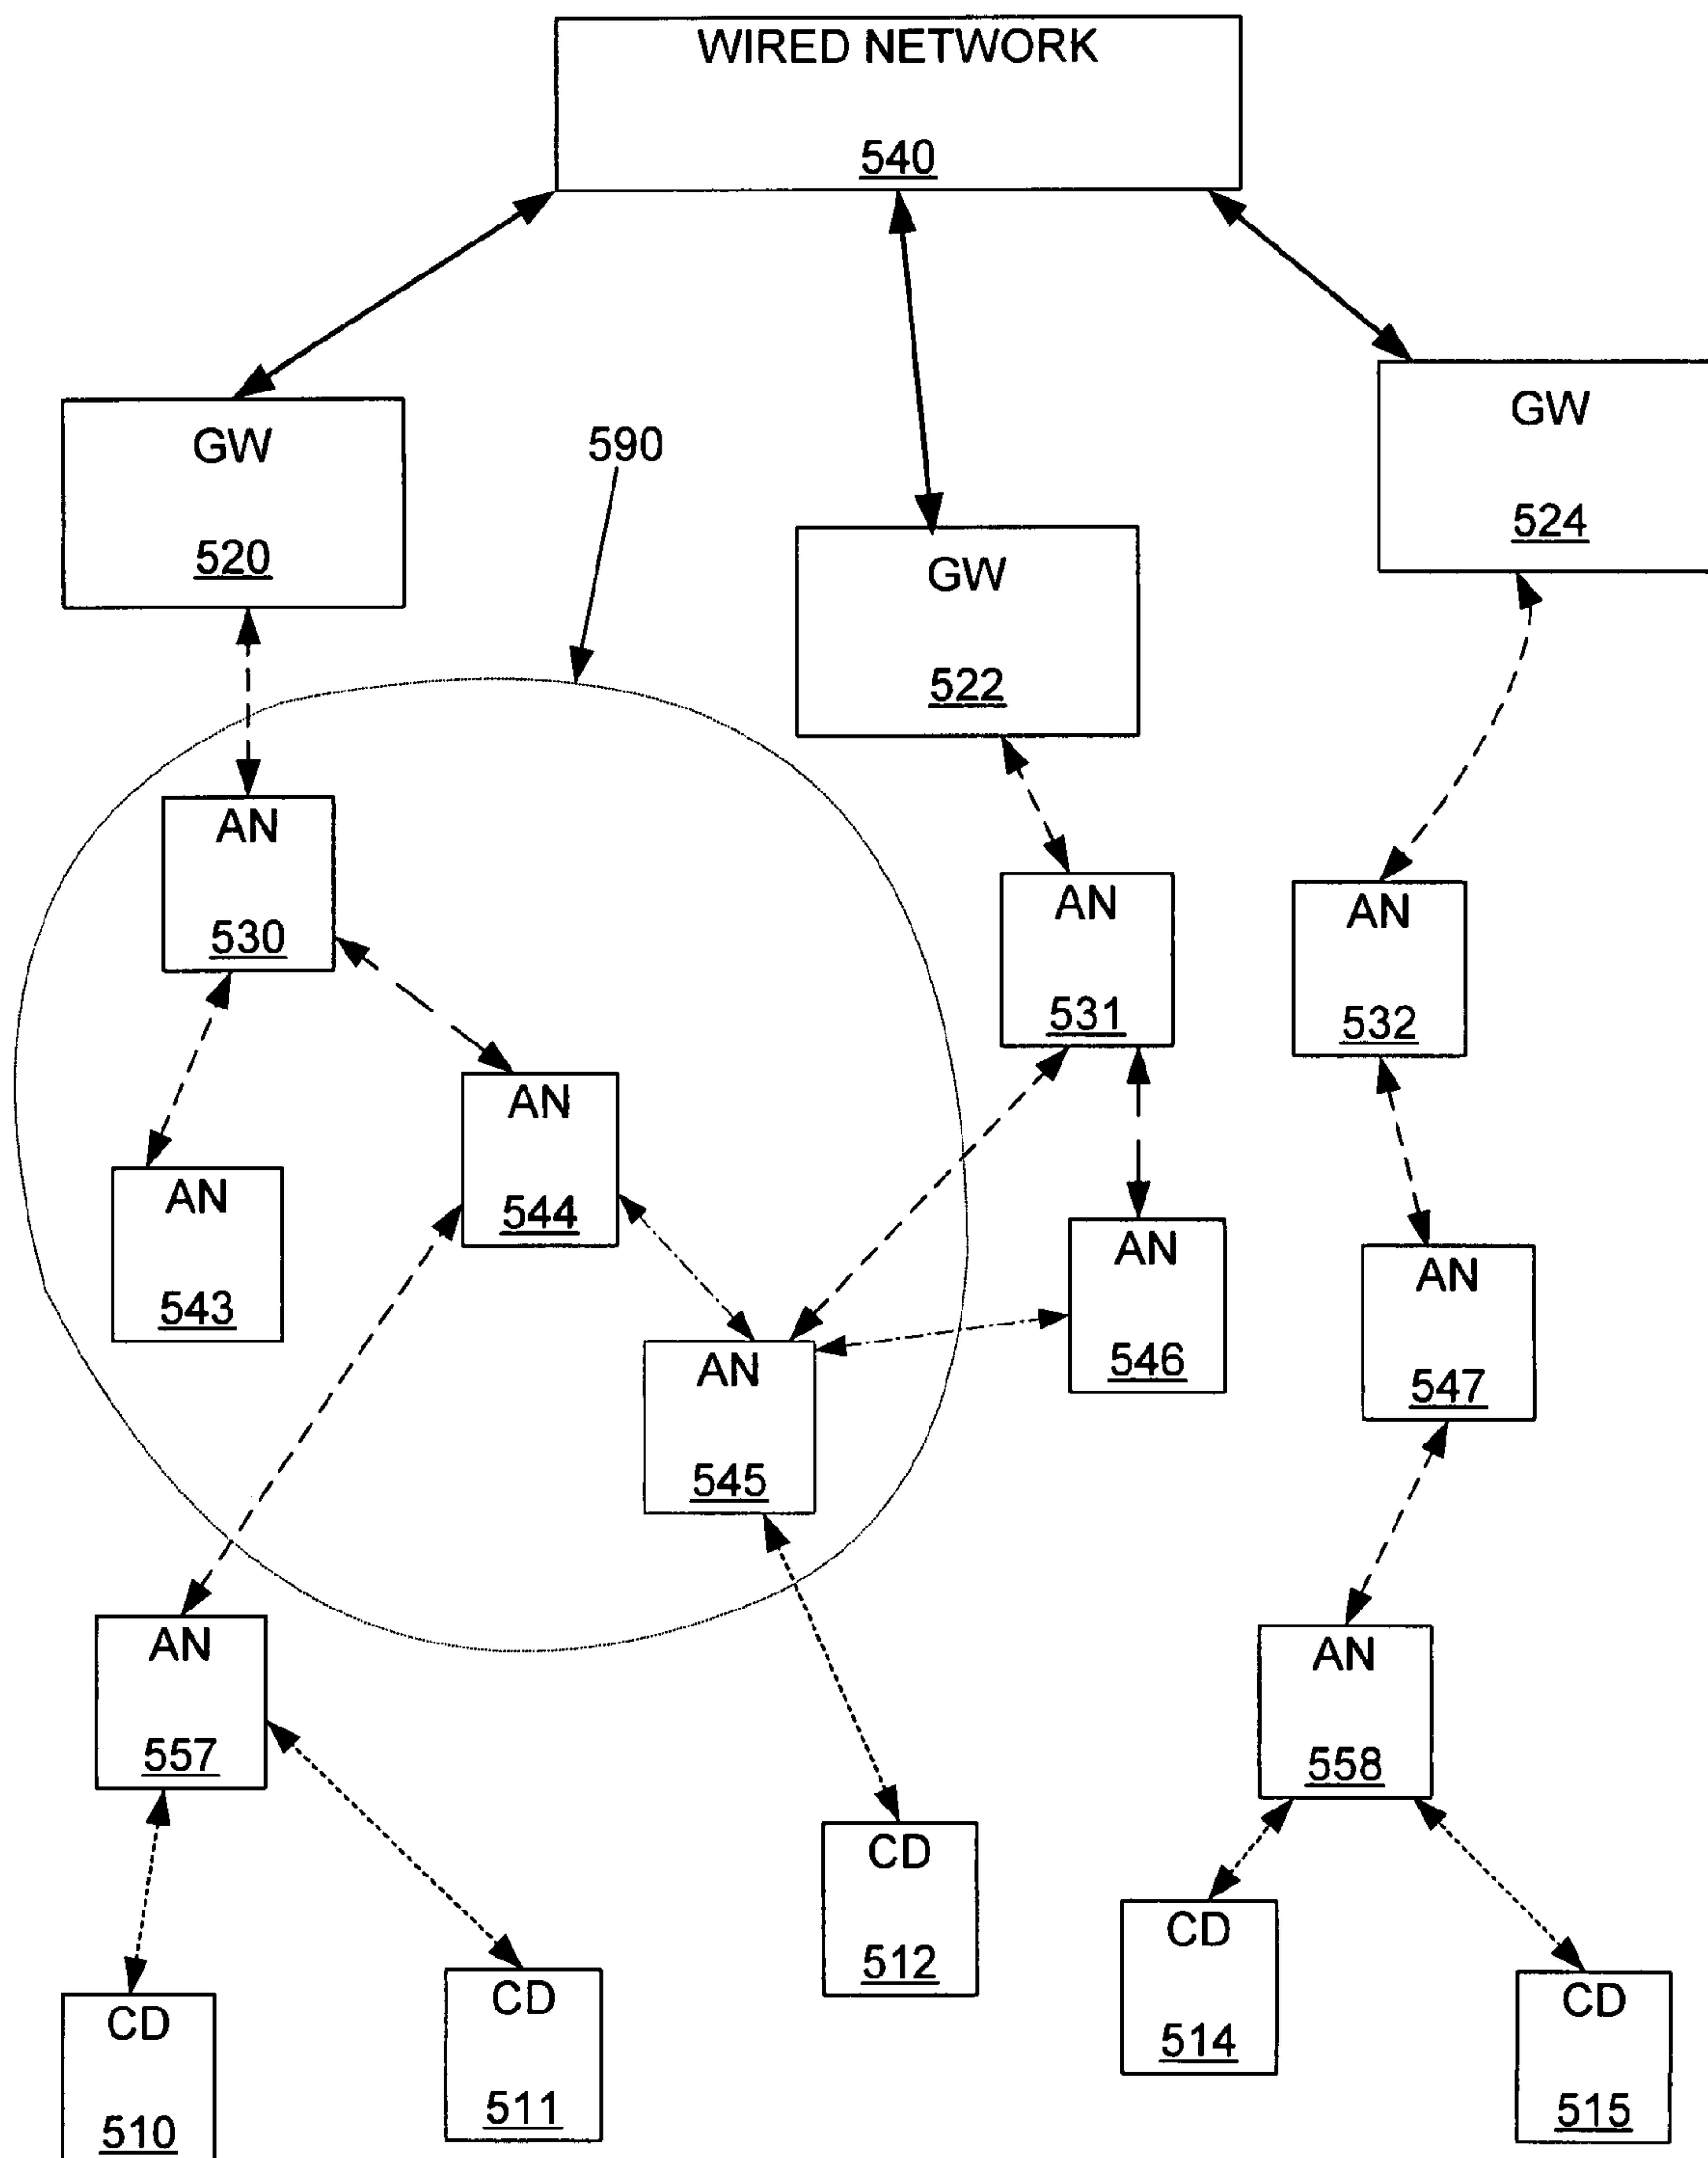 WIRED NETWORK
540
GW
520
590
GW
522
GW
524
AN
530
AN
531
AN
532
AN
543
AN
544
AN
545
AN
546
AN
547
AN
557
AN
558
CD
510
CD
511
CD
512
CD
514
CD
515